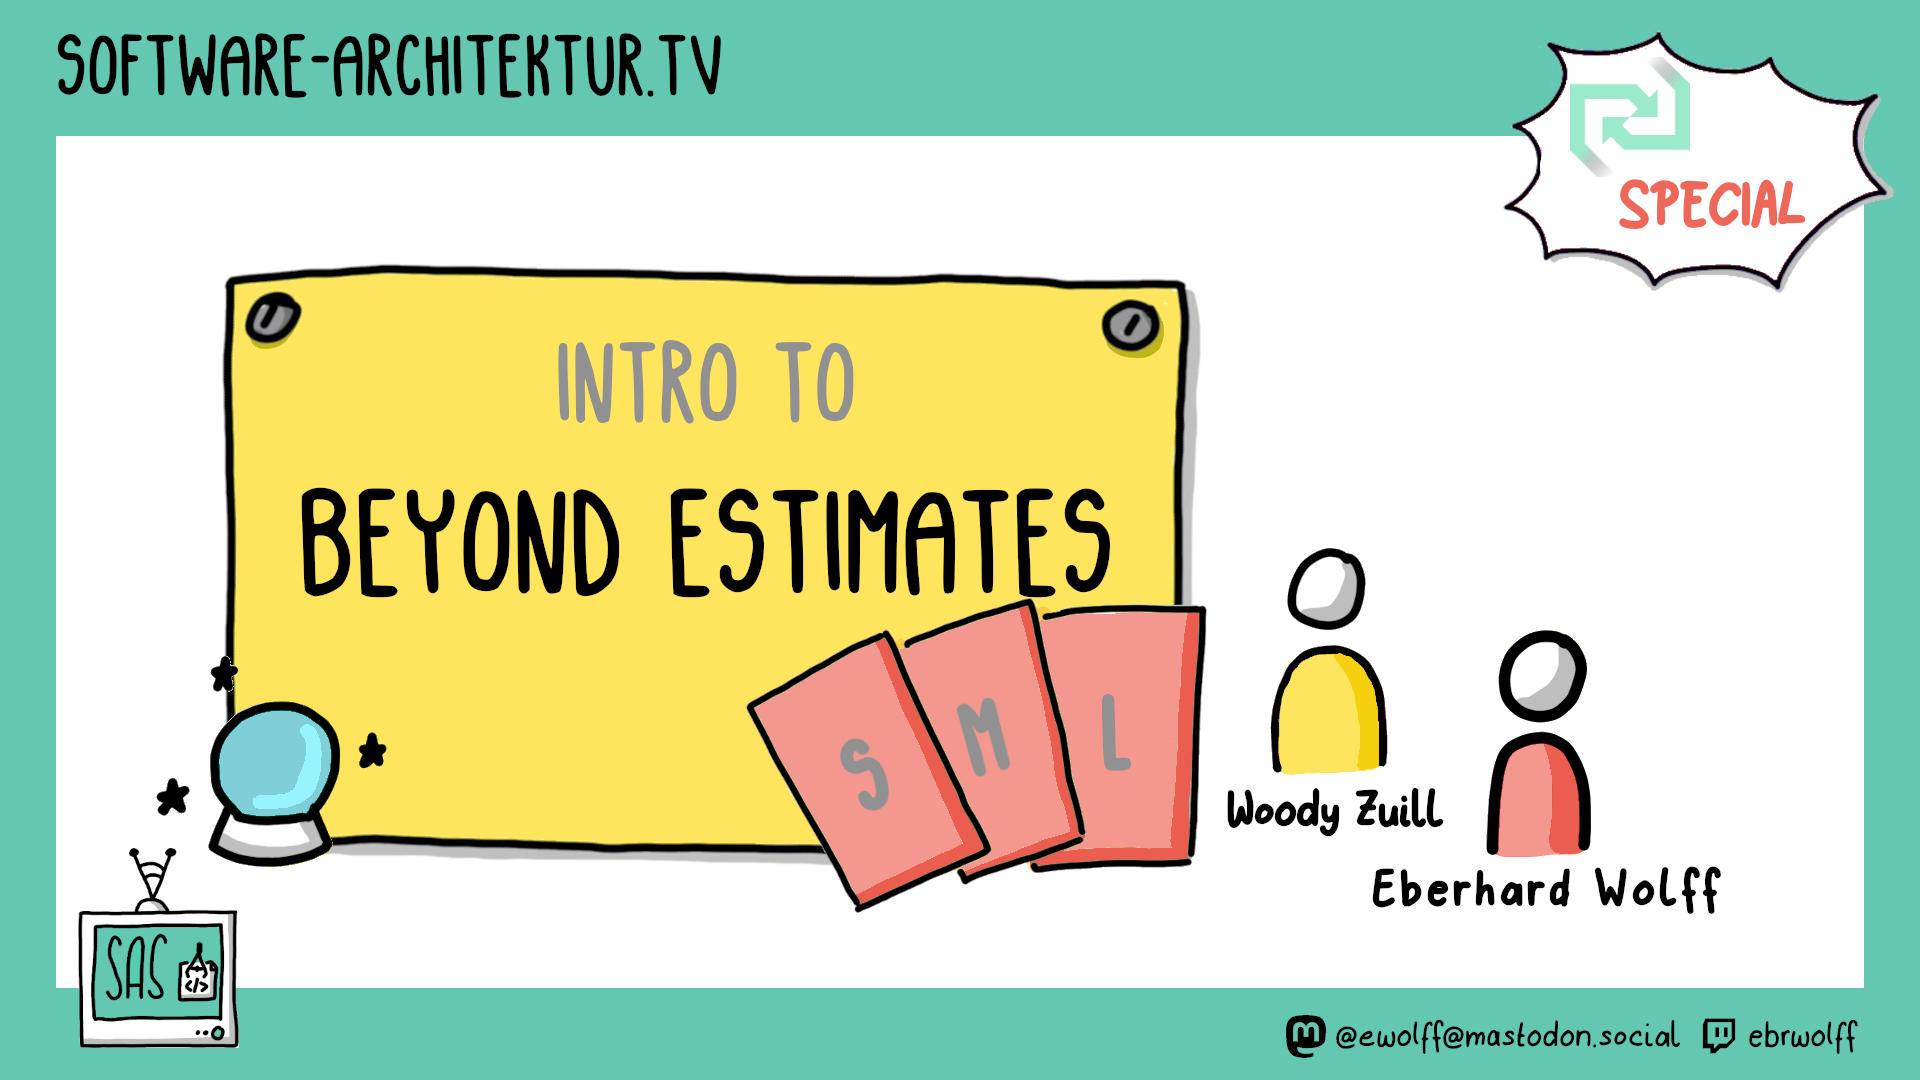 SOFTWARE-ARCHITEKTUR.TV
SPECIAL
INTRO TO
BEYOND ESTIMATES
S
M
L
Woody Zuill
Eberhard Wolff
SAS
</>
@ewolff@mastodon.social
ebrwolff